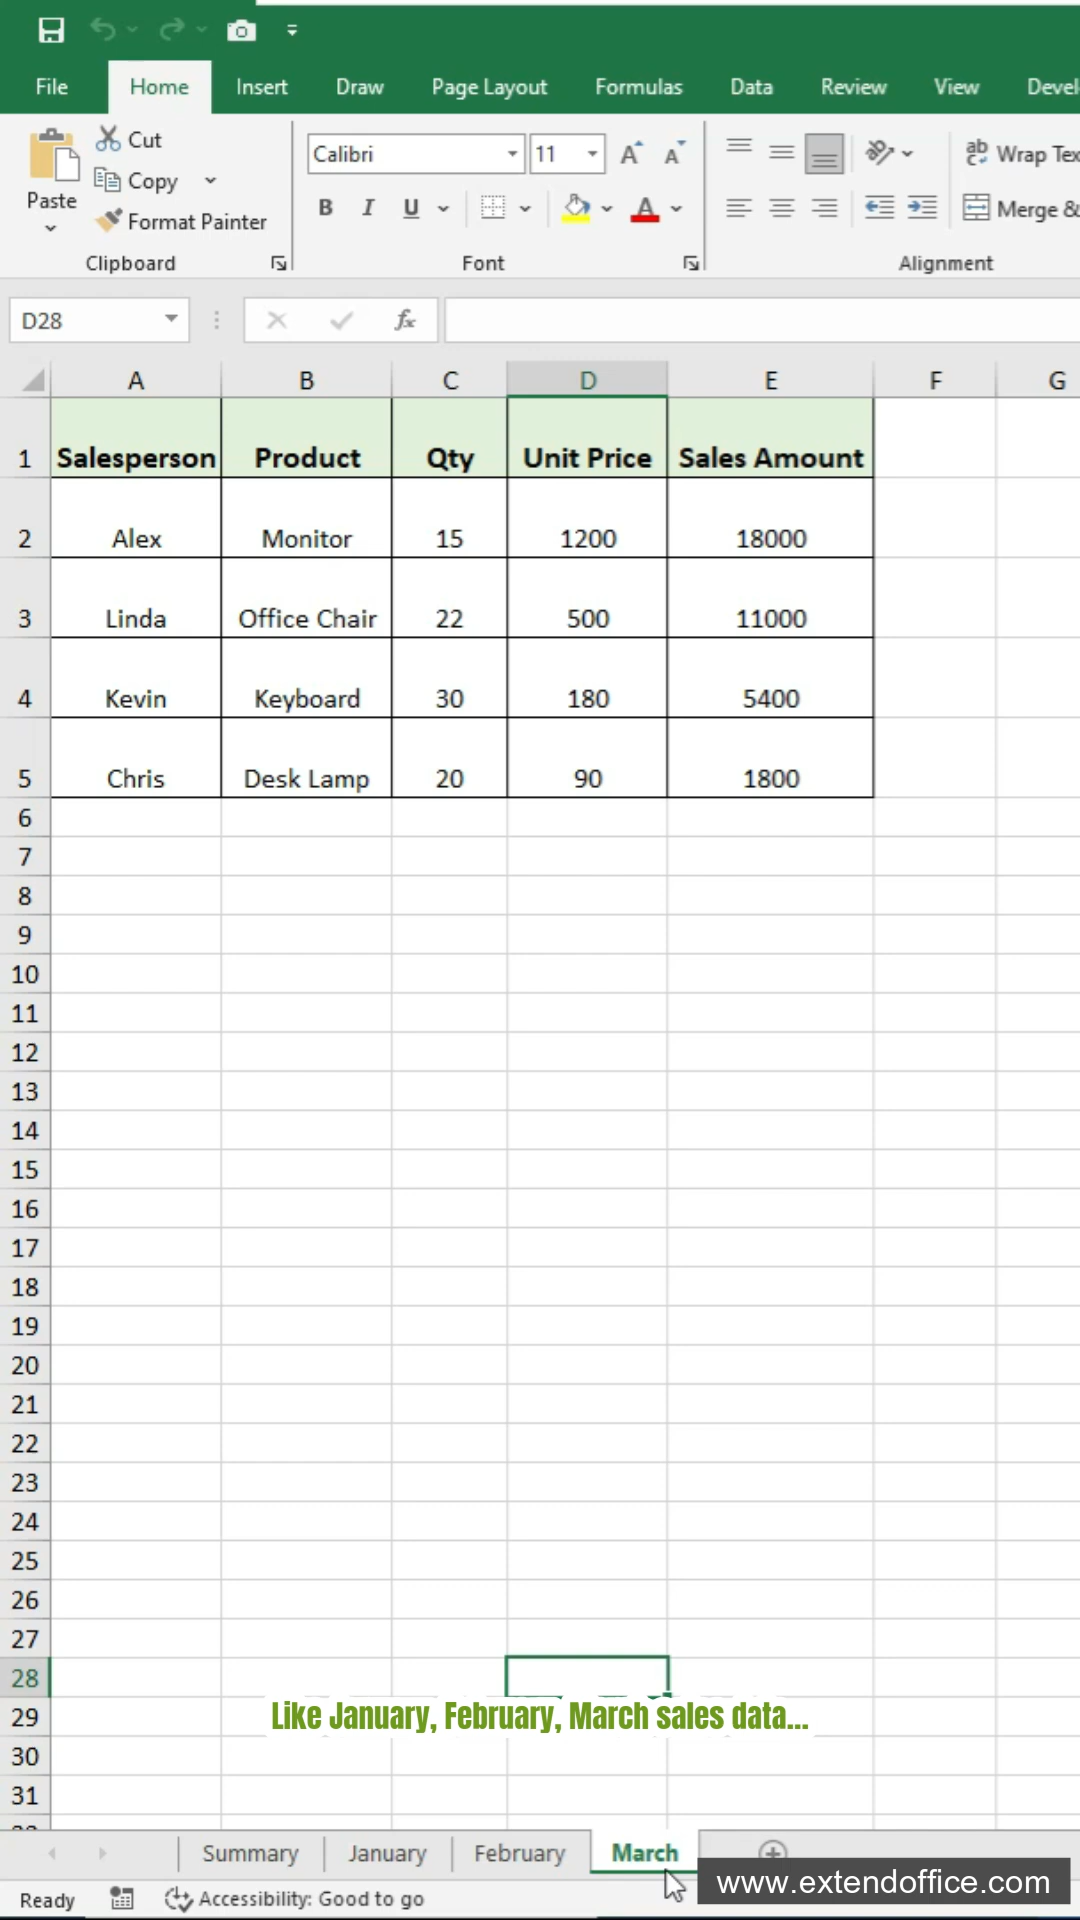 File Home Insert Draw Page Layout Formulas Data Review View
Cut
Copy
Paste
Format Painter
Clipboard
Calibri 11
B I U A
Font
ab Wrap
c Merge &
Alignment
D28 fx
A B C D E F G
1 Salesperson Product Qty Unit Price Sales Amount
2 Alex Monitor 15 1200 18000
3 Linda Office Chair 22 500 11000
4 Kevin Keyboard 30 180 5400
5 Chris Desk Lamp 20 90 1800
6
7
8
9
10
11
12
13
14
15
16
17
18
19
20
21
22
23
24
25
26
27
28
29
Like January, February, March sales data...
30
31
Summary January February March
www.extendoffice.com
Ready Accessibility: Good to go